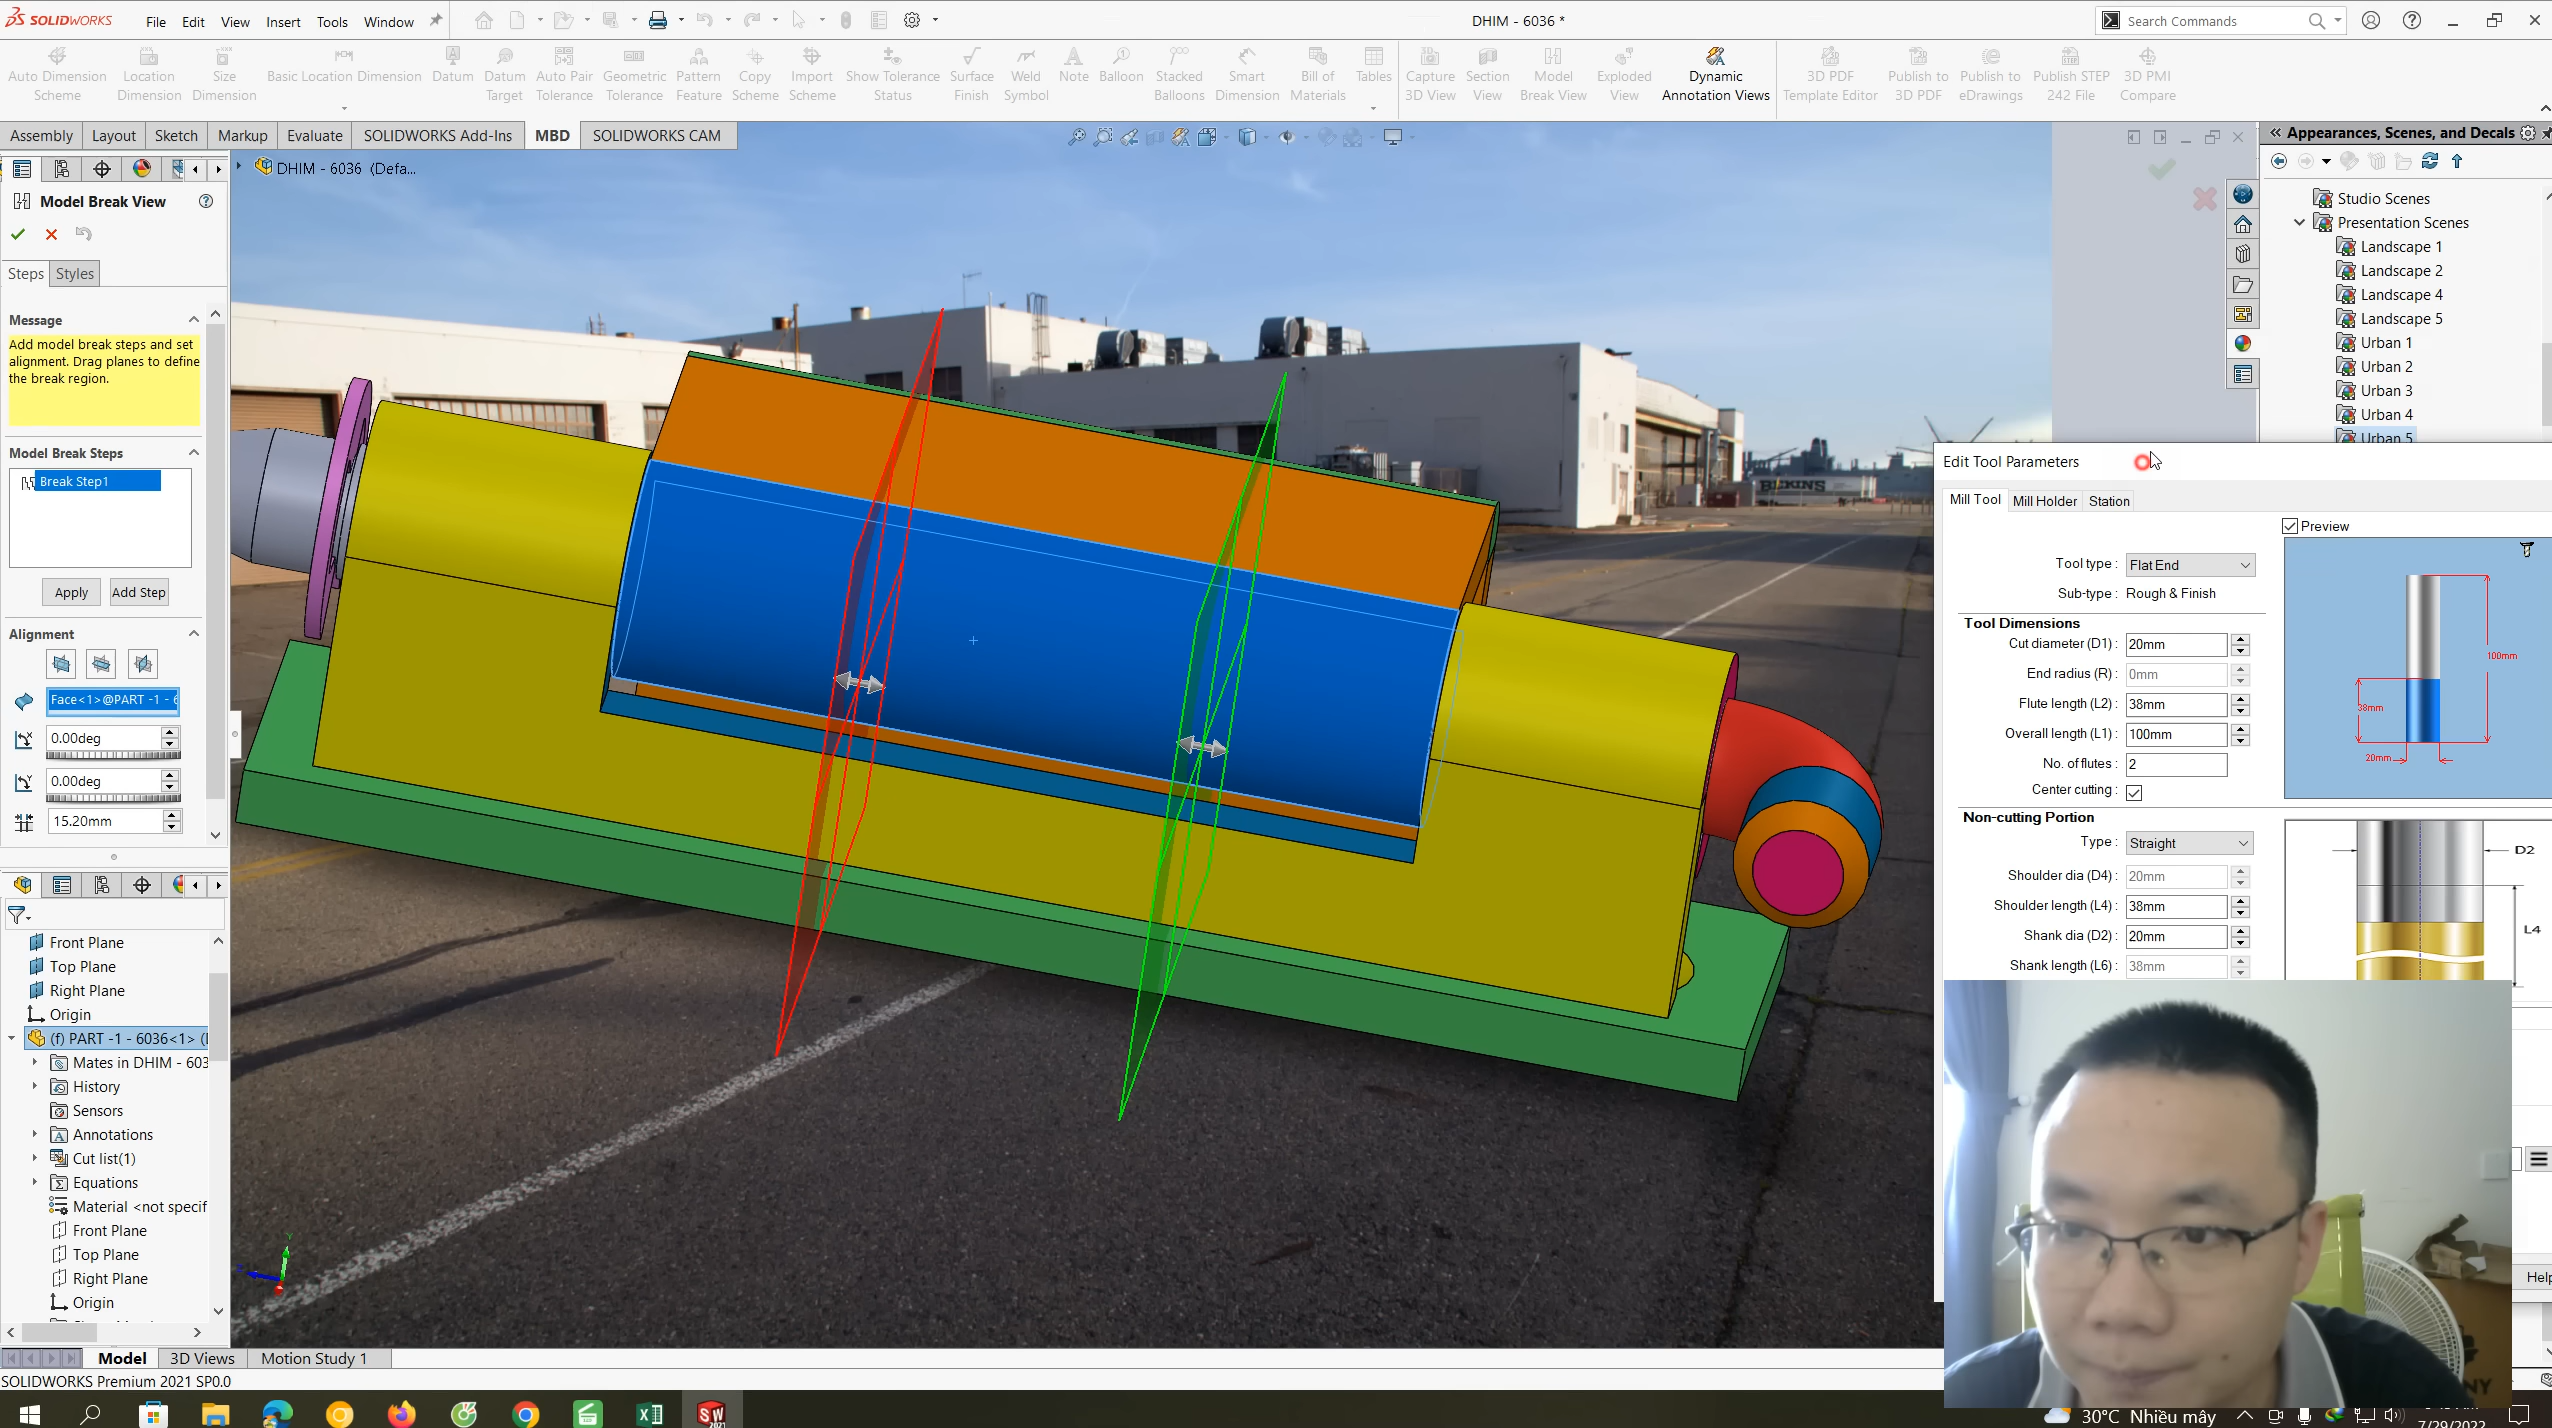 SOLIDWORKS File Edit View Insert Tools Window
DHIM - 6036 *
Search Commands
Auto Dimension Scheme
Location Dimension
Size Dimension
Basic Location Dimension
Datum
Datum Target
Auto Pair Tolerance
Geometric Tolerance
Pattern Feature
Copy Scheme
Import Scheme
Show Tolerance Status
Surface Finish
Weld Symbol
Note
Balloon
Stacked Balloons
Smart Dimension
Bill of Materials
Tables
Capture 3D View
Section View
Model Break View
Exploded View
Dynamic Annotation Views
3D PDF Template Editor
Publish to 3D PDF
Publish to eDrawings
Publish STEP 242 File
3D PMI Compare
Assembly Layout Sketch Markup Evaluate SOLIDWORKS Add-Ins MBD SOLIDWORKS CAM
DHIM - 6036 (Defa...
Model Break View
Steps Styles
Message
Add model break steps and set
alignment. Drag planes to define
the break region.
Model Break Steps
Break Step1
Apply Add Step
Alignment
Face<1>@PART -1 - 6
0.00deg
0.00deg
15.20mm
Front Plane
Top Plane
Right Plane
Origin
(f) PART -1 - 6036<1> (
Mates in DHIM - 603
History
Sensors
Annotations
Cut list(1)
Equations
Material <not specif
Front Plane
Top Plane
Right Plane
Origin
Model 3D Views Motion Study 1
SOLIDWORKS Premium 2021 SP0.0
Appearances, Scenes, and Decals
Studio Scenes
Presentation Scenes
Landscape 1
Landscape 2
Landscape 4
Landscape 5
Urban 1
Urban 2
Urban 3
Urban 4
Urban 5
BEKINS
Edit Tool Parameters
Mill Tool Mill Holder Station
Preview
Tool type : Flat End
Sub-type : Rough & Finish
Tool Dimensions
Cut diameter (D1) : 20mm
End radius (R) : 0mm
Flute length (L2) : 38mm
Overall length (L1) : 100mm
No. of flutes : 2
Center cutting :
Non-cutting Portion
Type : Straight
Shoulder dia (D4) : 20mm
Shoulder length (L4) : 38mm
Shank dia (D2) : 20mm
Shank length (L6) : 38mm
100mm
38mm
20mm
D2
L4
Help
SW
2021
30°C Nhiều mây
7/29/2022